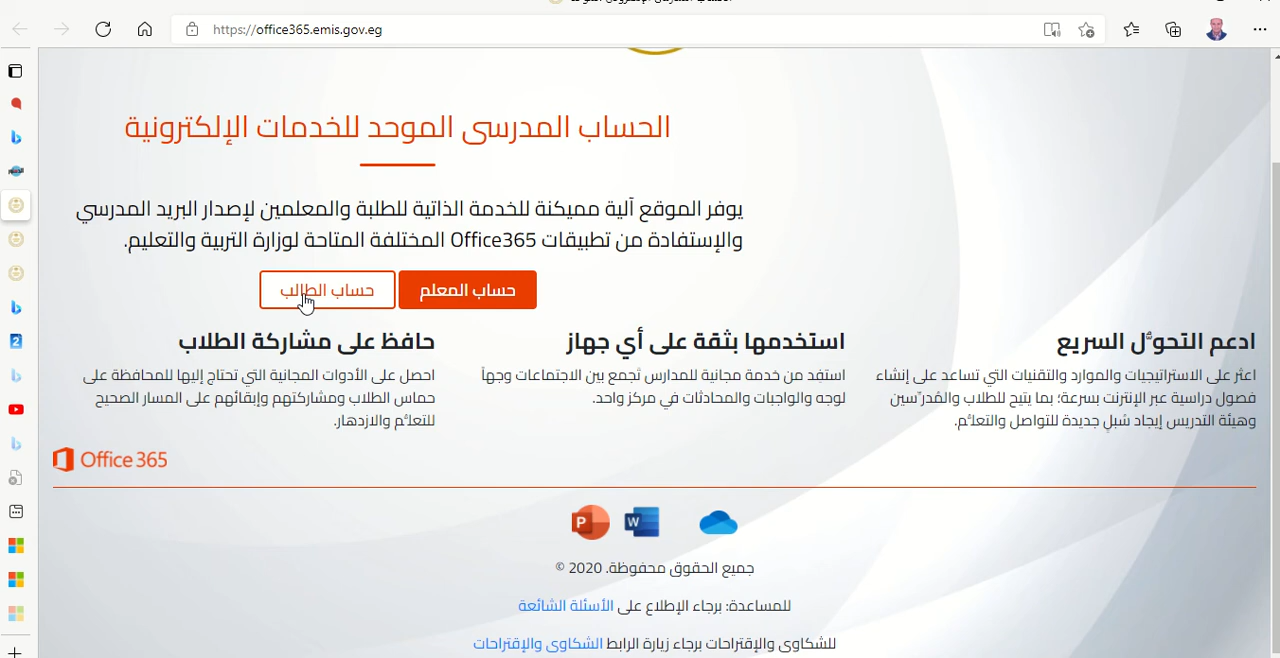 https://office365.emis.gov.eg
الحساب المدرسى الموحد للخدمات الإلكترونية
يوفر الموقع آلية مميكنة للخدمة الذاتية للطلبة والمعلمين لإصدار البريد المدرسي
والإستفادة من تطبيقات Office365 المختلفة المتاحة لوزارة التربية والتعليم.
حساب المعلم
حساب الطالب
ادعم التحوُّل السريع
اعثر على الاستراتيجيات والموارد والتقنيات التي تساعد على إنشاء
فصول دراسية عبر الإنترنت بسرعة؛ بما يتيح للطلاب والمُدرِّسين
وهيئة التدريس إيجاد سُبلٍ جديدة للتواصل والتعلُّم.
استخدمها بثقة على أي جهاز
استفِد من خدمة مجانية للمدارس تجمع بين الاجتماعات وجهاً
لوجه والواجبات والمحادثات في مركز واحد.
حافظ على مشاركة الطلاب
احصل على الأدوات المجانية التي تحتاج إليها للمحافظة على
حماس الطلاب ومشاركتهم وإبقائهم على المسار الصحيح
للتعلُّم والازدهار.
Office 365
P
W
جميع الحقوق محفوظة. 2020 ©
للمساعدة: برجاء الإطلاع على الأسئلة الشائعة
للشكاوى والإقتراحات برجاء زيارة الرابط الشكاوى والإقتراحات